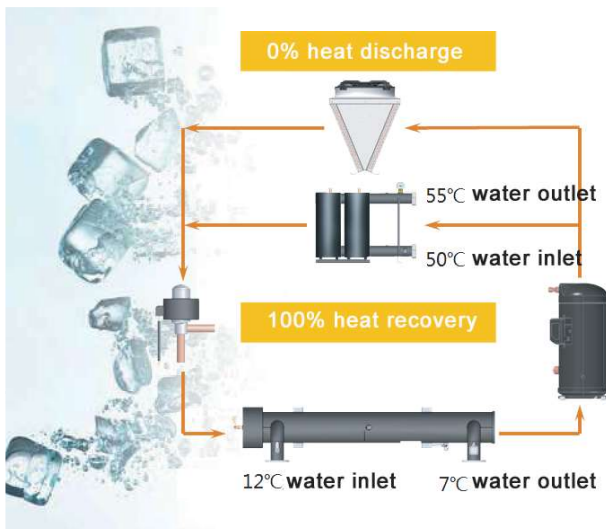 0% heat discharge
55℃ water outlet
50℃ water inlet
100% heat recovery
12℃ water inlet
7℃ water outlet